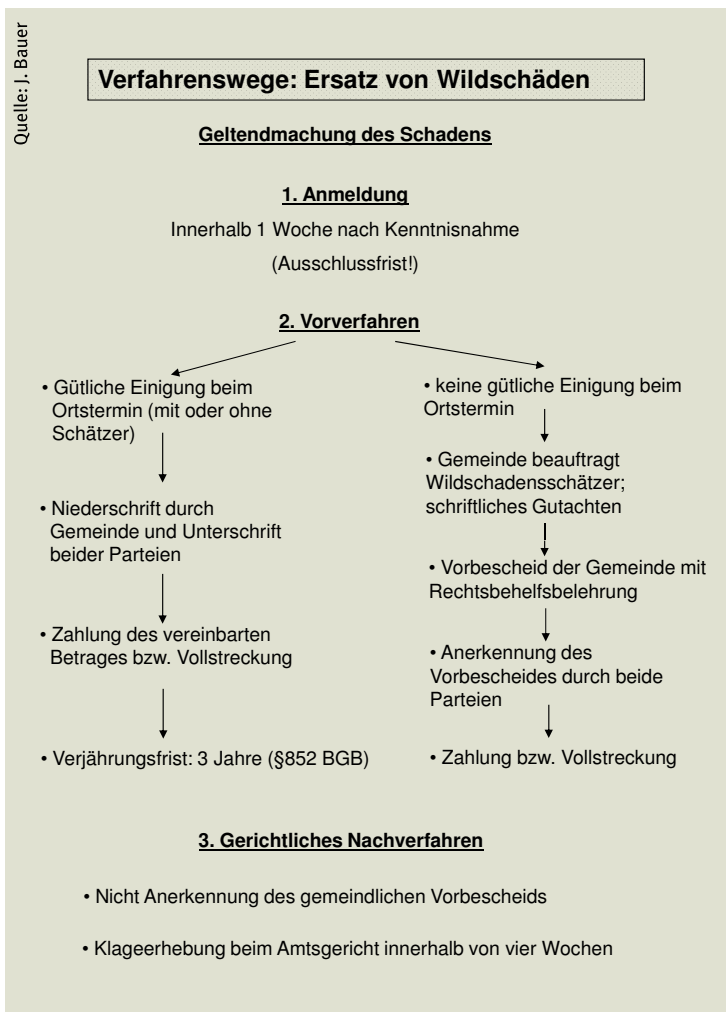 Quelle: J. Bauer
Verfahrenswege: Ersatz von Wildschäden
Geltendmachung des Schadens
1. Anmeldung
Innerhalb 1 Woche nach Kenntnisnahme
(Ausschlussfrist!)
2. Vorverfahren
• Gütliche Einigung beim
Ortstermin (mit oder ohne
Schätzer)
• Niederschrift durch
Gemeinde und Unterschrift
beider Parteien
• Zahlung des vereinbarten
Betrages bzw. Vollstreckung
• Verjährungsfrist: 3 Jahre (§852 BGB)
• keine gütliche Einigung beim
Ortstermin
• Gemeinde beauftragt
Wildschadensschätzer;
schriftliches Gutachten
• Vorbescheid der Gemeinde mit
Rechtsbehelfsbelehrung
• Anerkennung des
Vorbescheides durch beide
Parteien
• Zahlung bzw. Vollstreckung
3. Gerichtliches Nachverfahren
• Nicht Anerkennung des gemeindlichen Vorbescheids
• Klageerhebung beim Amtsgericht innerhalb von vier Wochen